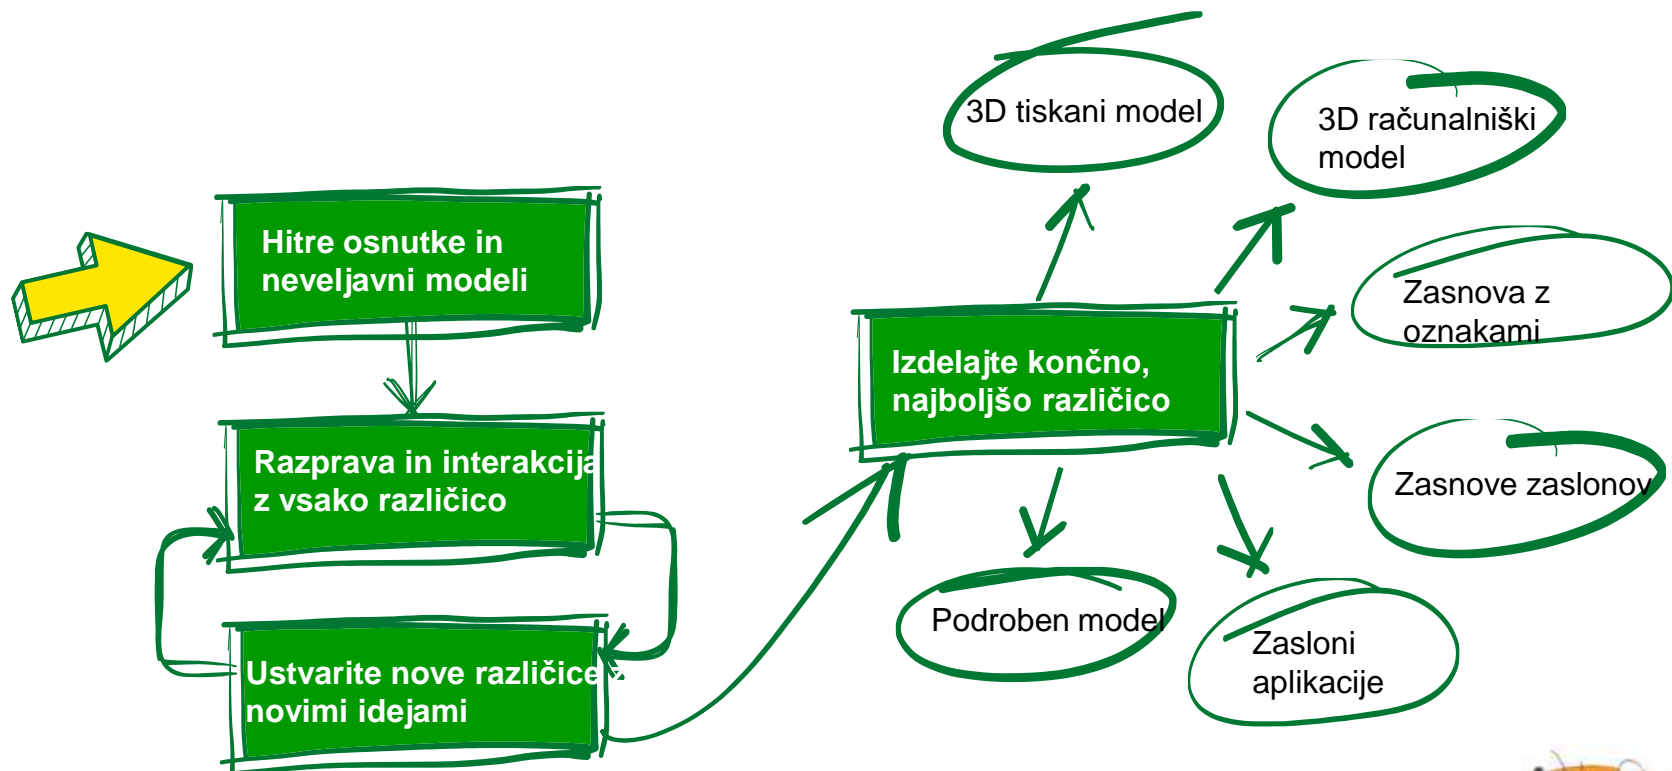 Hitre osnutke in
neveljavni modeli
Razprava in interakcija
z vsako različico
Ustvarite nove različice z
novimi idejami
Izdelajte končno,
najboljšo različico
3D tiskani model
3D računalniški
model
Zasnova z
oznakami
Zasnove zaslonov
Zasloni
aplikacije
Podroben model